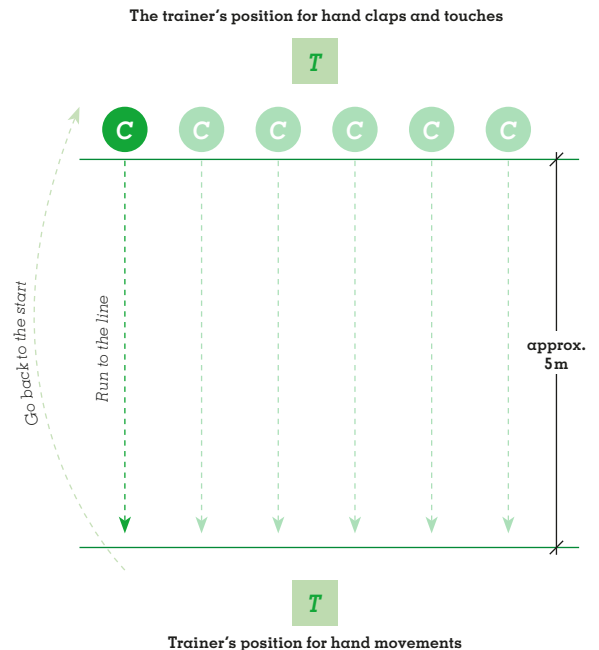 The trainer's position for hand claps and touches
T
C C C C C C
Go back to the start
Run to the line
approx.
5m
T
Trainer's position for hand movements